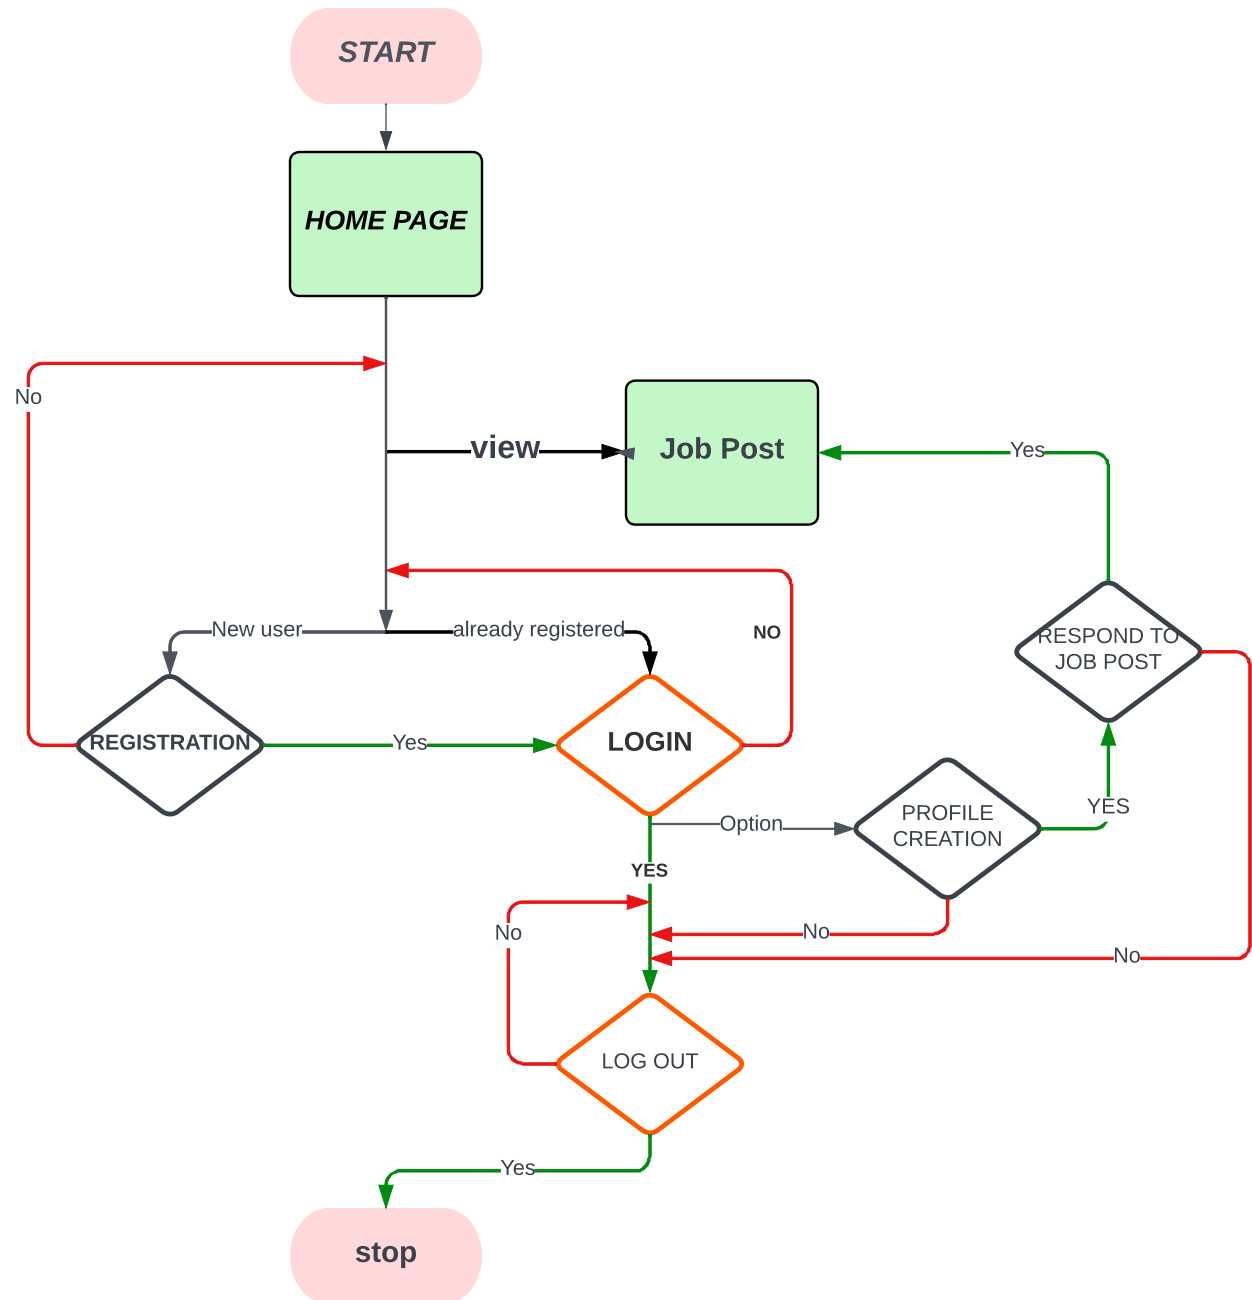 START
HOME PAGE
No
view
Job Post
Yes
New user
already registered
NO
RESPOND TO
JOB POST
REGISTRATION
Yes
LOGIN
YES
PROFILE
CREATION
Option
YES
No
No
No
LOG OUT
Yes
stop